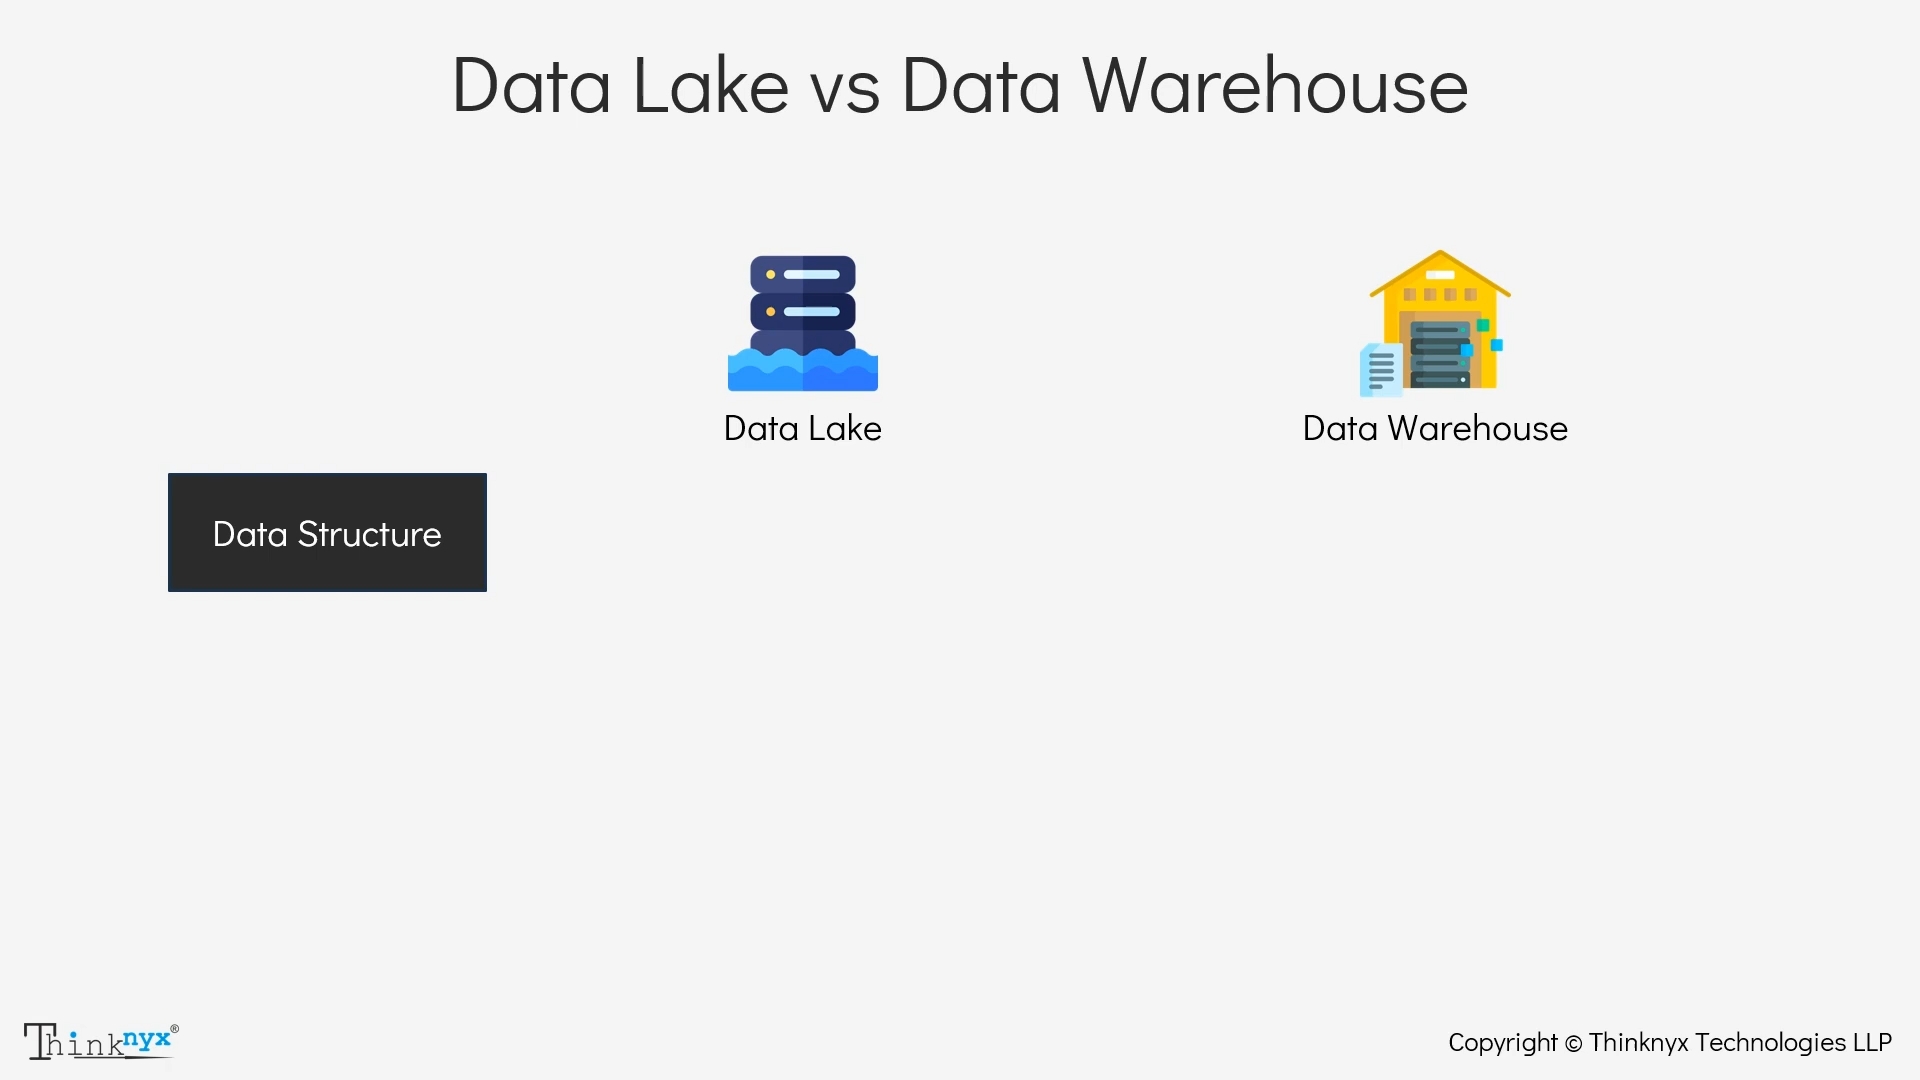 Data Lake vs Data Warehouse
Data Lake
Data Warehouse
Data Structure
Thinknyx®
Copyright © Thinknyx Technologies LLP